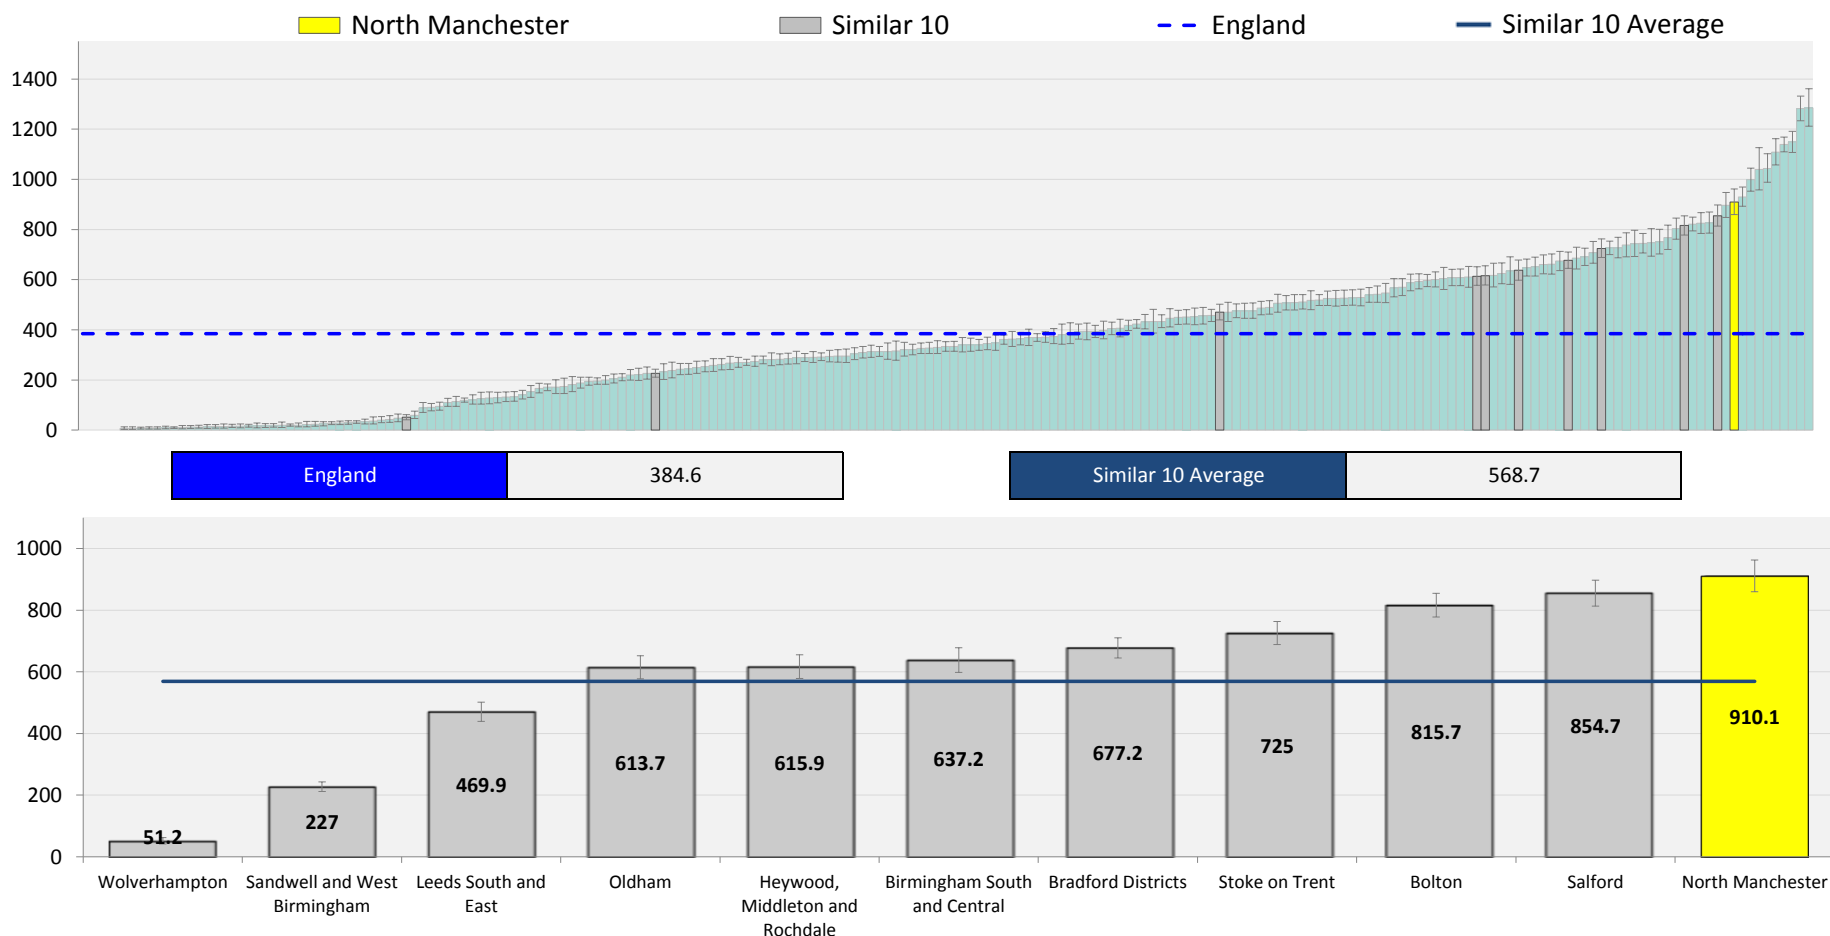 North Manchester
Similar 10
England
Similar 10 Average
1400
1200
1000
800
600
400
200
0
England
384.6
Similar 10 Average
568.7
1000
800
600
400
200
0
51.2
227
469.9
613.7
615.9
637.2
677.2
725
815.7
854.7
910.1
Wolverhampton
Sandwell and West
Birmingham
Leeds South and
East
Oldham
Heywood,
Middleton and
Rochdale
Birmingham South
and Central
Bradford Districts
Stoke on Trent
Bolton
Salford
North Manchester